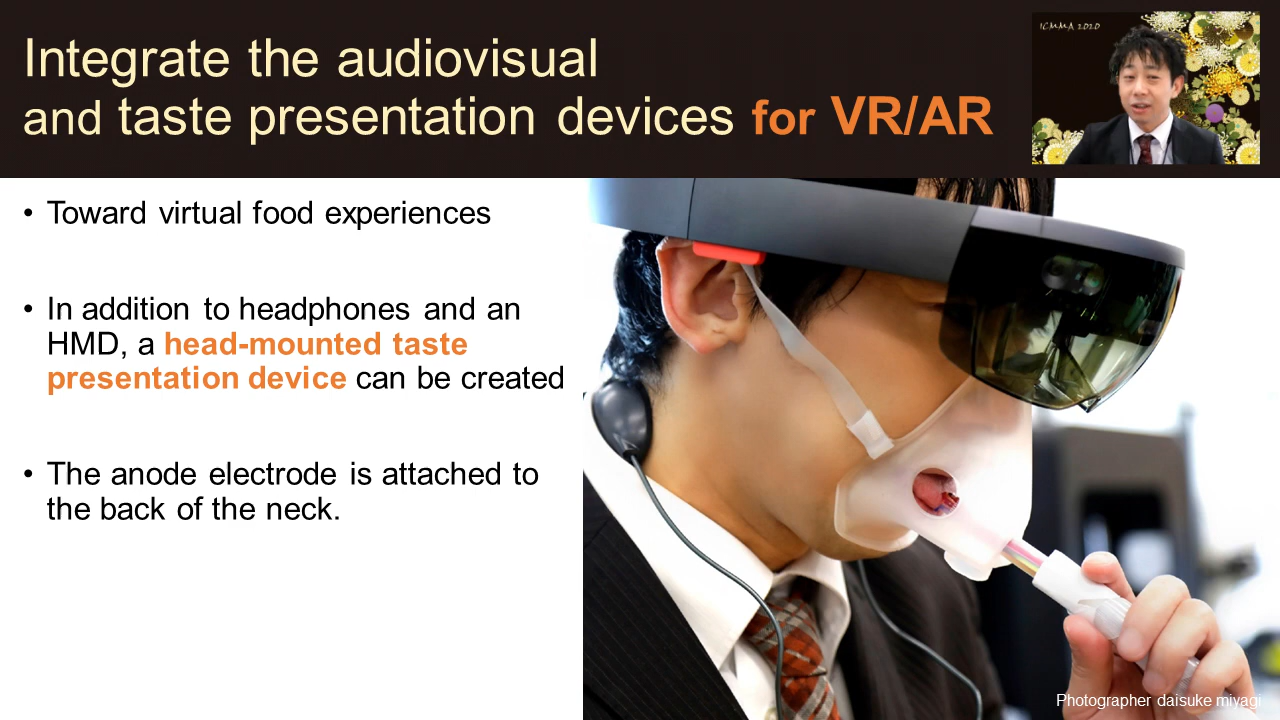 Integrate the audiovisual
and taste presentation devices for VR/AR
ICMMA 2020
• Toward virtual food experiences
• In addition to headphones and an
HMD, a head-mounted taste
presentation device can be created
• The anode electrode is attached to
the back of the neck.
Photographer daisuke miyagi